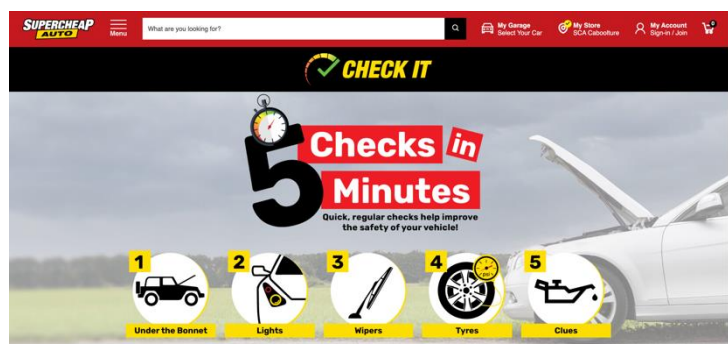 SUPERCHEAP
AUTO
Menu
What are you looking for?
My Garage
Select Your Car
My Store
SCA Caboolture
My Account
Sign-in / Join
0
CHECK IT
5 Checks in
Minutes
Quick, regular checks help improve
the safety of your vehicle!
1
2
3
4
5
Under the Bonnet
Lights
Wipers
Tyres
Clues